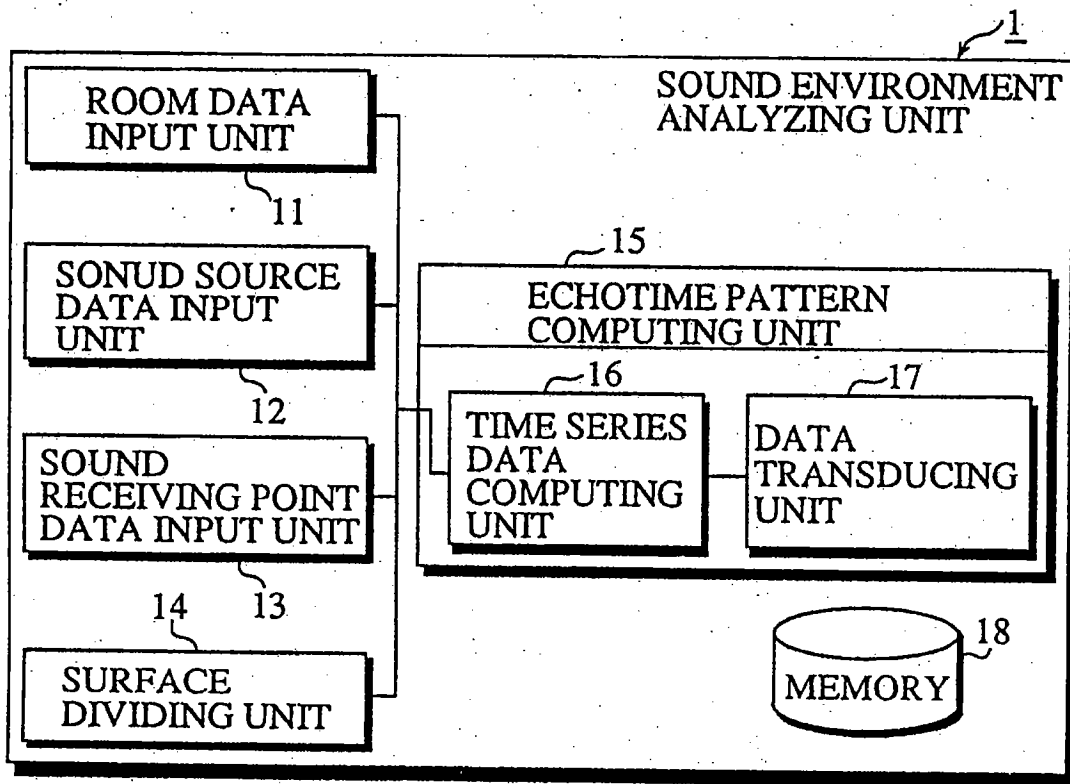 1
SOUND ENVIRONMENT
ANALYZING UNIT
ROOM DATA
INPUT UNIT
11
SONUD SOURCE
DATA INPUT
UNIT
12
SOUND
RECEIVING POINT
DATA INPUT UNIT
13
14
SURFACE
DIVIDING UNIT
15
ECHOTIME PATTERN
COMPUTING UNIT
16
TIME SERIES
DATA
COMPUTING
UNIT
17
DATA
TRANSDUCING
UNIT
18
MEMORY